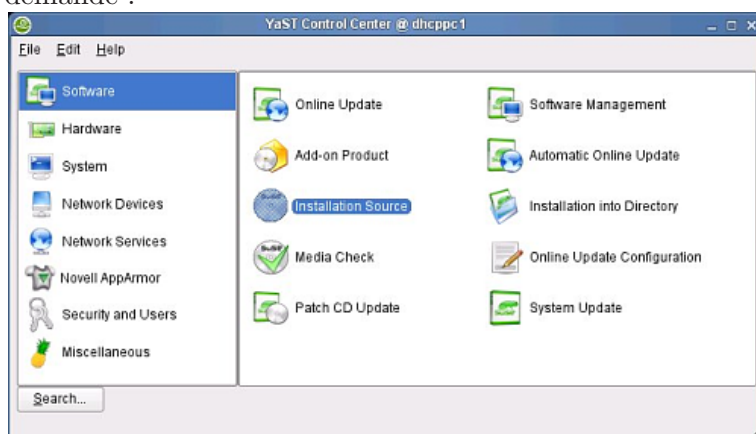 demande :
YaST Control Center @ dhcppc1
File Edit Help
Software
Hardware
System
Network Devices
Network Services
Novell AppArmor
Security and Users
Miscellaneous
Online Update
Software Management
Add-on Product
Automatic Online Update
Installation Source
Installation into Directory
Media Check
Online Update Configuration
Patch CD Update
System Update
Search...